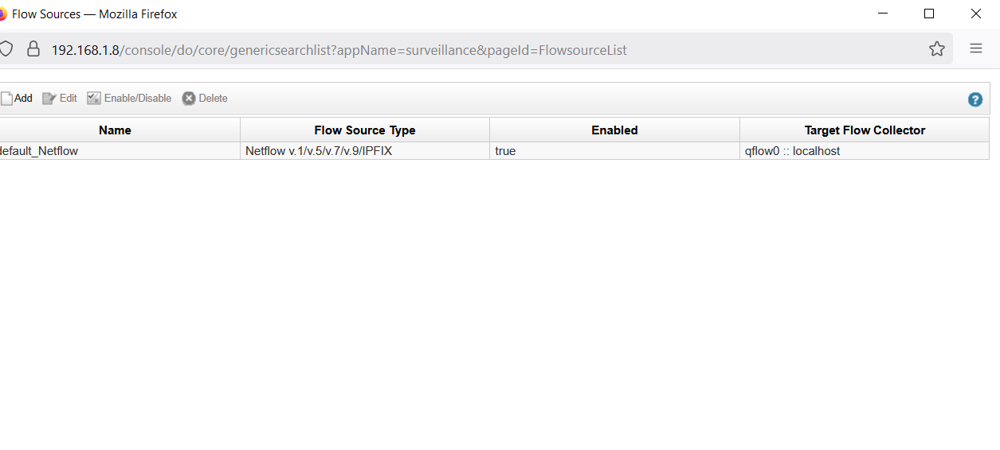 Flow Sources — Mozilla Firefox
192.168.1.8/console/do/core/genericsearchlist?appName=surveillance&pageId=FlowsourceList
Add Edit Enable/Disable Delete ?
Name Flow Source Type Enabled Target Flow Collector
default_Netflow Netflow v.1/v.5/v.7/v.9/IPFIX true qflow0 :: localhost